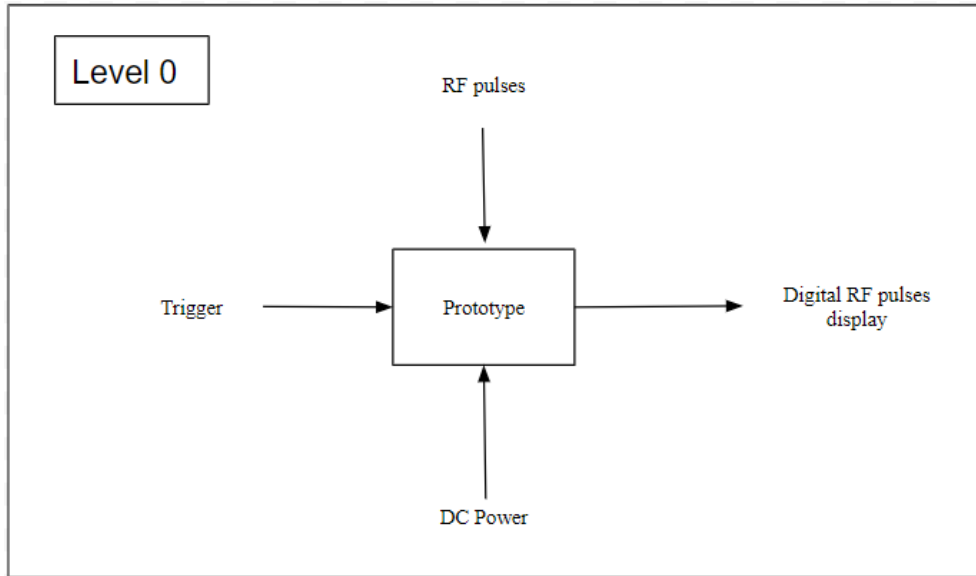 Level 0
RF pulses
Trigger
Prototype
Digital RF pulses
display
DC Power